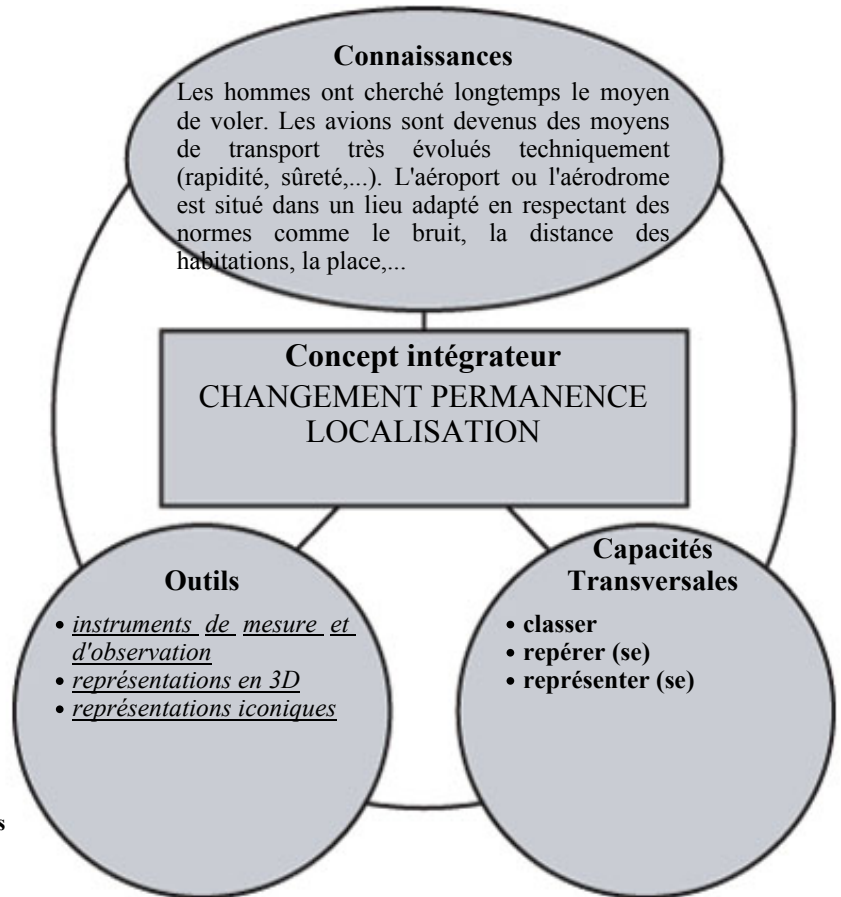 Connaissances
Les hommes ont cherché longtemps le moyen
de voler. Les avions sont devenus des moyens
de transport très évolués techniquement
(rapidité, sûreté,...). L'aéroport ou l'aérodrome
est situé dans un lieu adapté en respectant des
normes comme le bruit, la distance des
habitations, la place,...
Concept intégrateur
CHANGEMENT PERMANENCE
LOCALISATION
Outils
• instruments de mesure et
d'observation
• représentations en 3D
• représentations iconiques
Capacités
Transversales
• classer
• repérer (se)
• représenter (se)
s